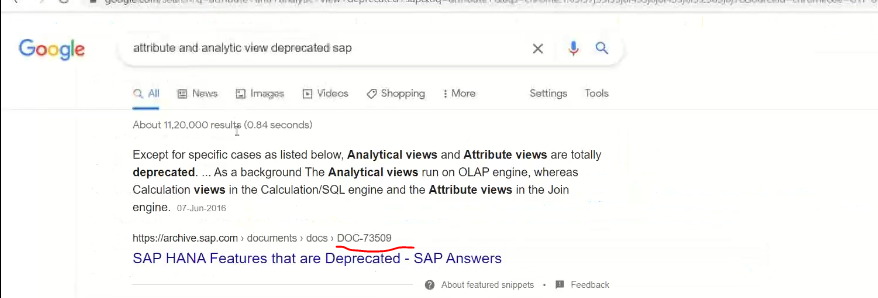 Google
attribute and analytic view deprecated sap
All News Images Videos Shopping More Settings Tools
About 11,20,000 results (0.84 seconds)
Except for specific cases as listed below, Analytical views and Attribute views are totally
deprecated. ... As a background The Analytical views run on OLAP engine, whereas
Calculation views in the Calculation/SQL engine and the Attribute views in the Join
engine. 07-Jun-2016
https://archive.sap.com › documents › docs › DOC-73509
SAP HANA Features that are Deprecated - SAP Answers
About featured snippets • Feedback